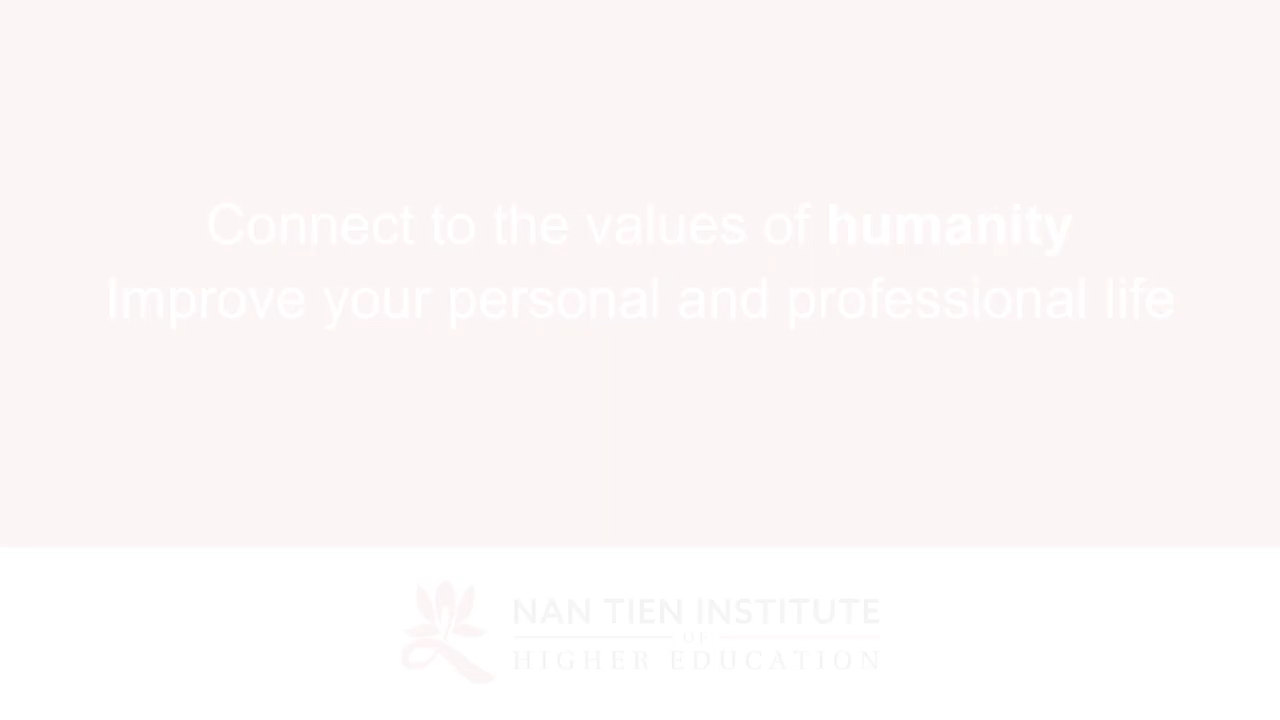 Connect to the values of humanity
Improve your personal and professional life
NAN TIEN INSTITUTE
OF
HIGHER EDUCATION